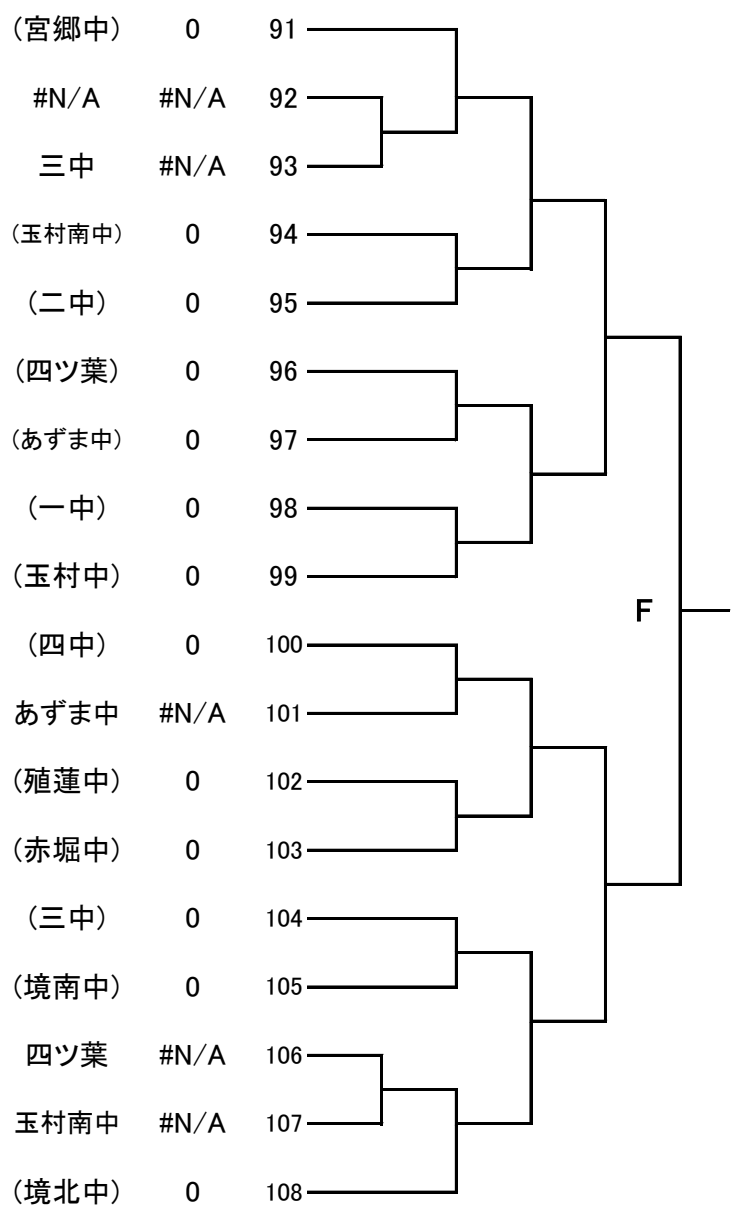 (宮郷中) 0 91
#N/A #N/A 92
三中 #N/A 93
(玉村南中) 0 94
(二中) 0 95
(四ツ葉) 0 96
(あずま中) 0 97
(一中) 0 98
(玉村中) 0 99
F
(四中) 0 100
あずま中 #N/A 101
(殖蓮中) 0 102
(赤堀中) 0 103
(三中) 0 104
(境南中) 0 105
四ツ葉 #N/A 106
玉村南中 #N/A 107
(境北中) 0 108